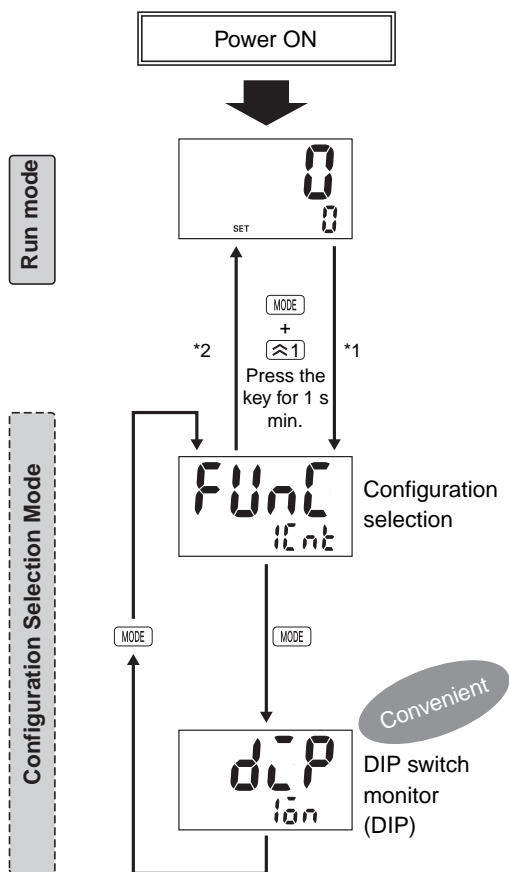 Power ON
Run mode
0
0
SET
MODE
+
1
*2
*1
Press the
key for 1 s
min.
Configuration Selection Mode
FUnC
1Cnt
Configuration
selection
MODE
MODE
Convenient
diP
1on
DIP switch
monitor
(DIP)